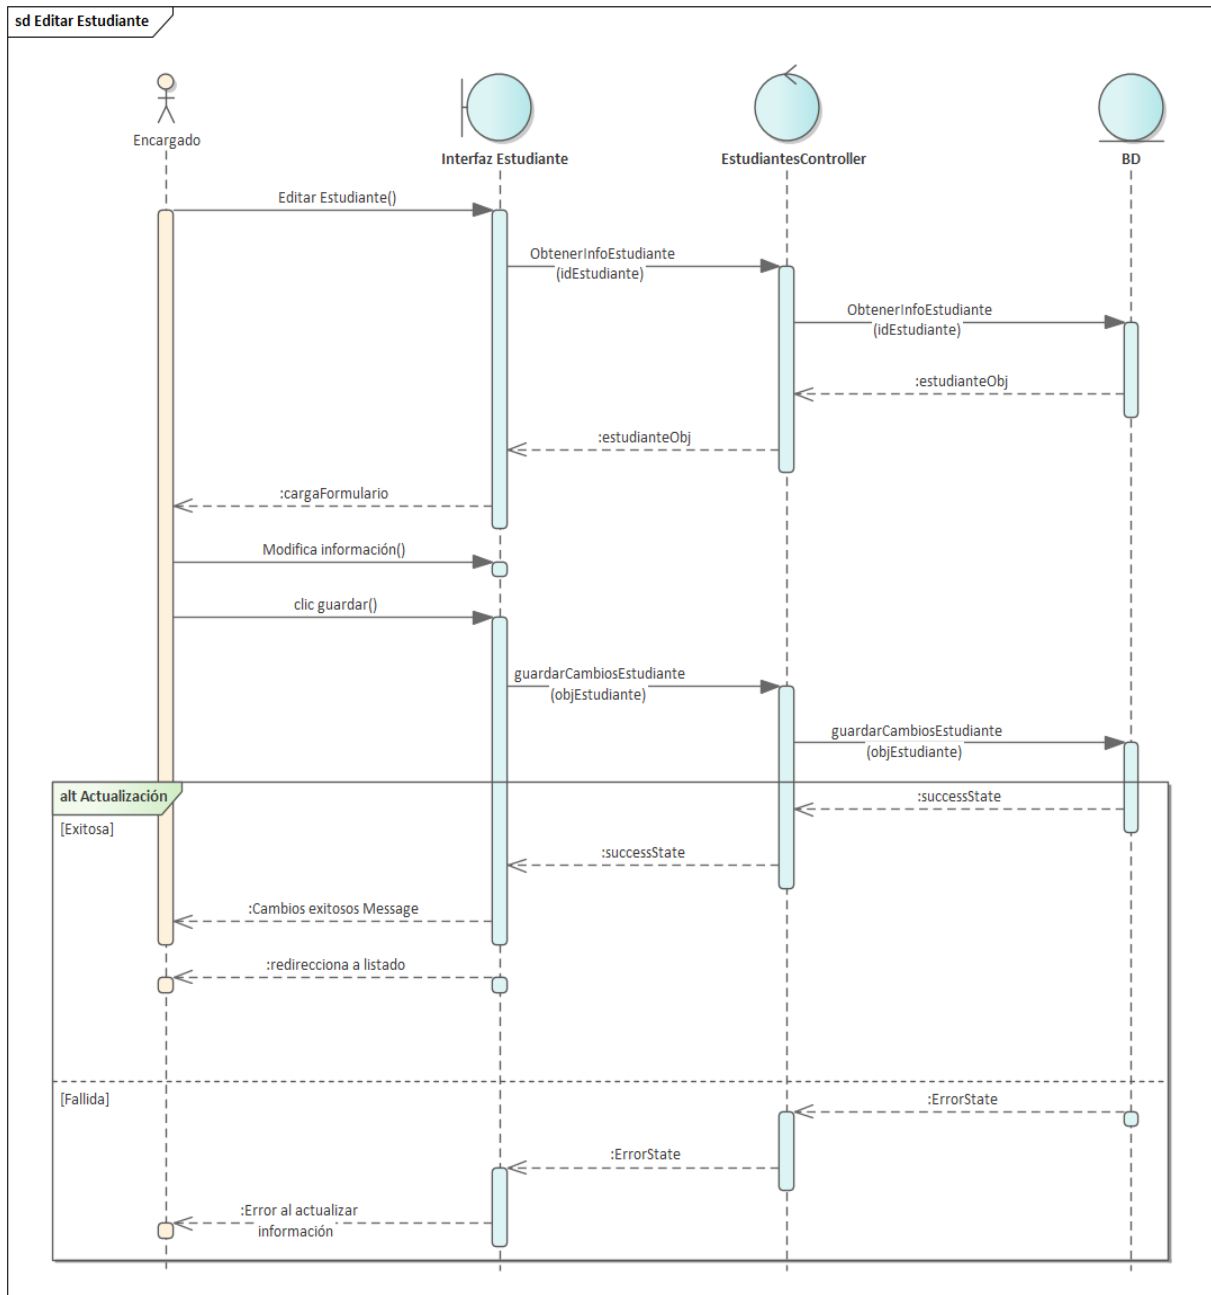 sd Editar Estudiante
Encargado
Interfaz Estudiante
EstudiantesController
BD
Editar Estudiante()
ObtenerInfoEstudiante
(idEstudiante)
ObtenerInfoEstudiante
(idEstudiante)
:estudianteObj
:estudianteObj
:cargaFormulario
Modifica información()
clic guardar()
guardarCambiosEstudiante
(objEstudiante)
guardarCambiosEstudiante
(objEstudiante)
alt Actualización
:successState
[Exitosa]
:successState
:Cambios exitosos Message
:redirecciona a listado
[Fallida]
:ErrorState
:ErrorState
:Error al actualizar
información